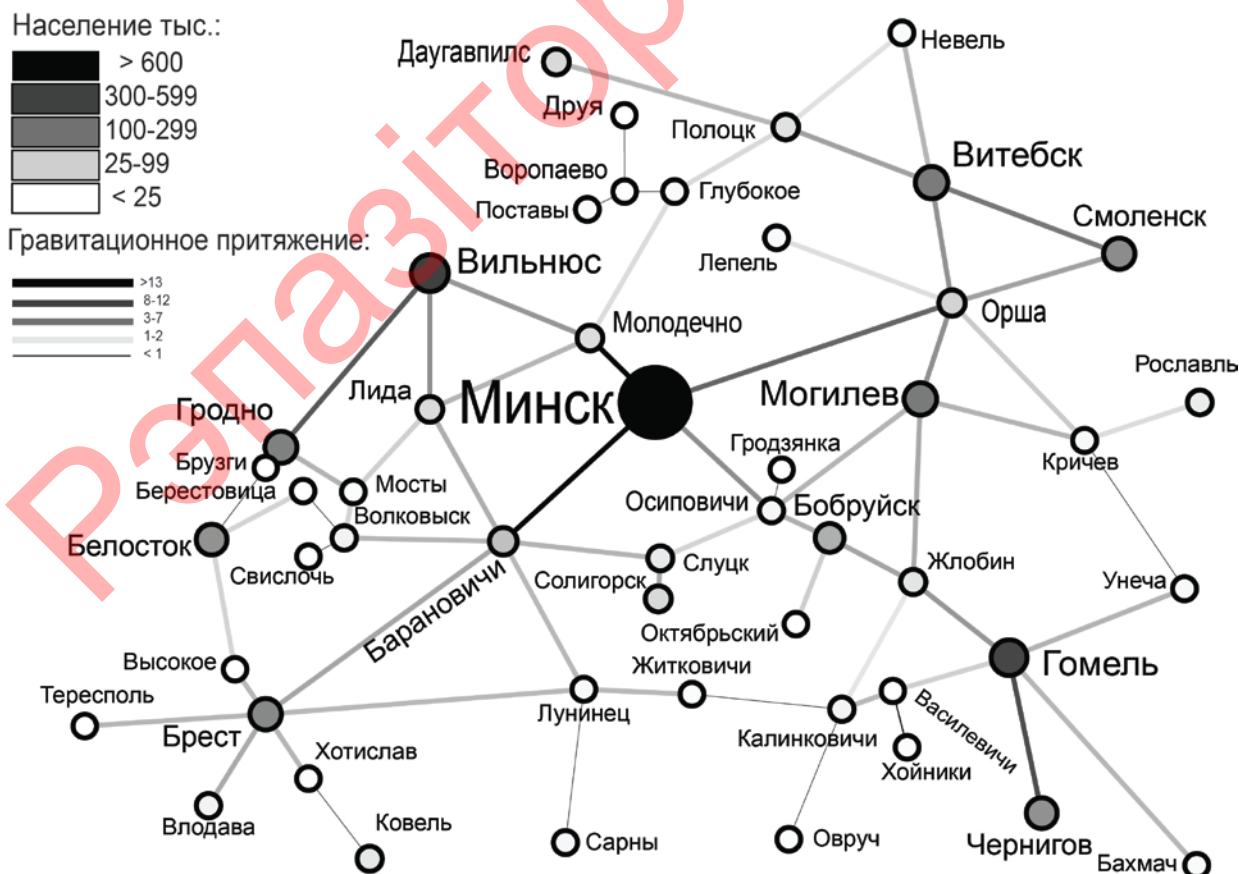 Население тыс.:
> 600
300-599
100-299
25-99
< 25
Гравитационное притяжение:
>13
8-12
3-7
1-2
< 1
Даугавпилс
Невель
Друя
Полоцк
Витебск
Воропаево
Глубокое
Поставы
Смоленск
Лепель
Вильнюс
Орша
Молодечно
Рославль
Лида
Минск
Могилев
Гродно
Гродзянка
Кричев
Брузги
Берестовица
Мосты
Осиповичи
Бобруйск
Волковыск
Белосток
Свислочь
Слуцк
Жлобин
Солигорск
Унеча
Барановичи
Октябрьский
Высокое
Житковичи
Гомель
Тересполь
Лунинец
Василевичи
Брест
Калинковичи
Хотислав
Хойники
Влодава
Ковель
Сарны
Овруч
Чернигов
Бахмач
Рэпазітор